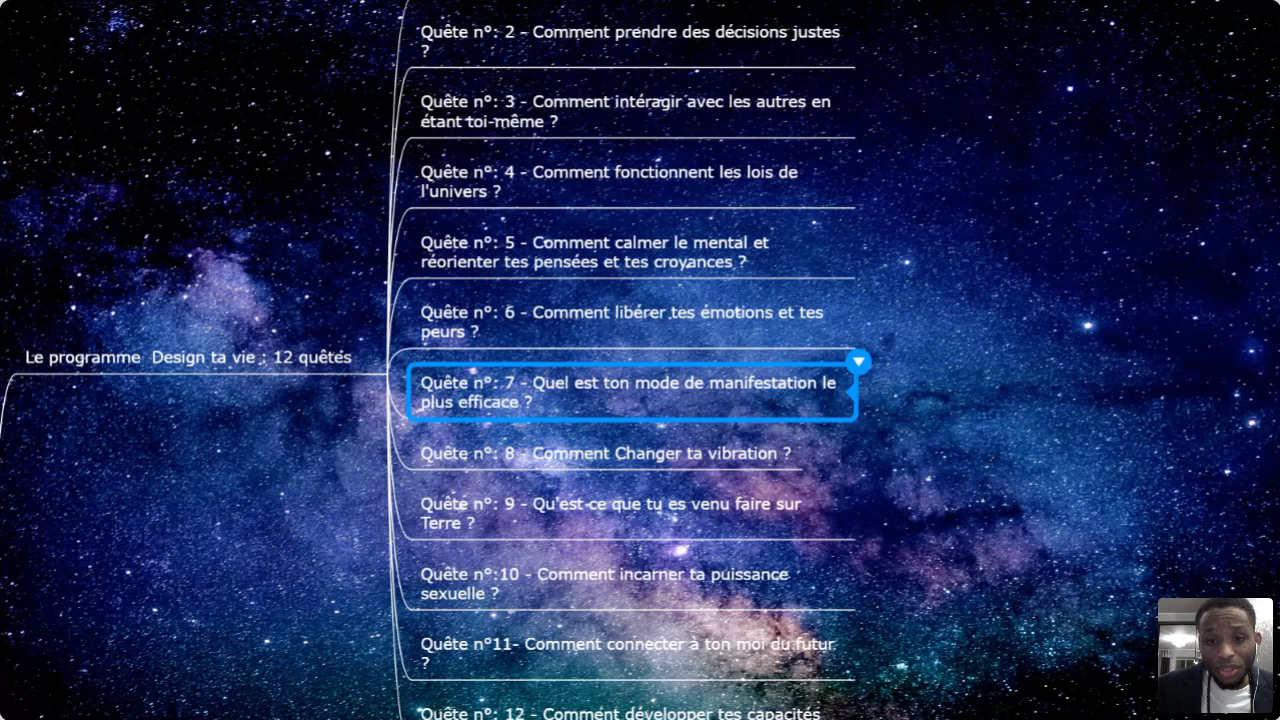 Quête n°: 2 - Comment prendre des décisions justes
?
Quête n°: 3 - Comment intéragir avec les autres en
étant toi-même ?
Quête n°: 4 - Comment fonctionnent les lois de
l'univers ?
Quête n°: 5 - Comment calmer le mental et
réorienter tes pensées et tes croyances ?
Quête n°: 6 - Comment libérer tes émotions et tes
peurs ?
Le programme  Design ta vie : 12 quêtes
Quête n°: 7 - Quel est ton mode de manifestation le
plus efficace ?
Quête n°: 8 - Comment Changer ta vibration ?
Quête n°: 9 - Qu'est-ce que tu es venu faire sur
Terre ?
Quête n°:10 - Comment incarner ta puissance
sexuelle ?
Quête n°11- Comment connecter à ton moi du futur
?
Quête n°: 12 - Comment développer tes capacités